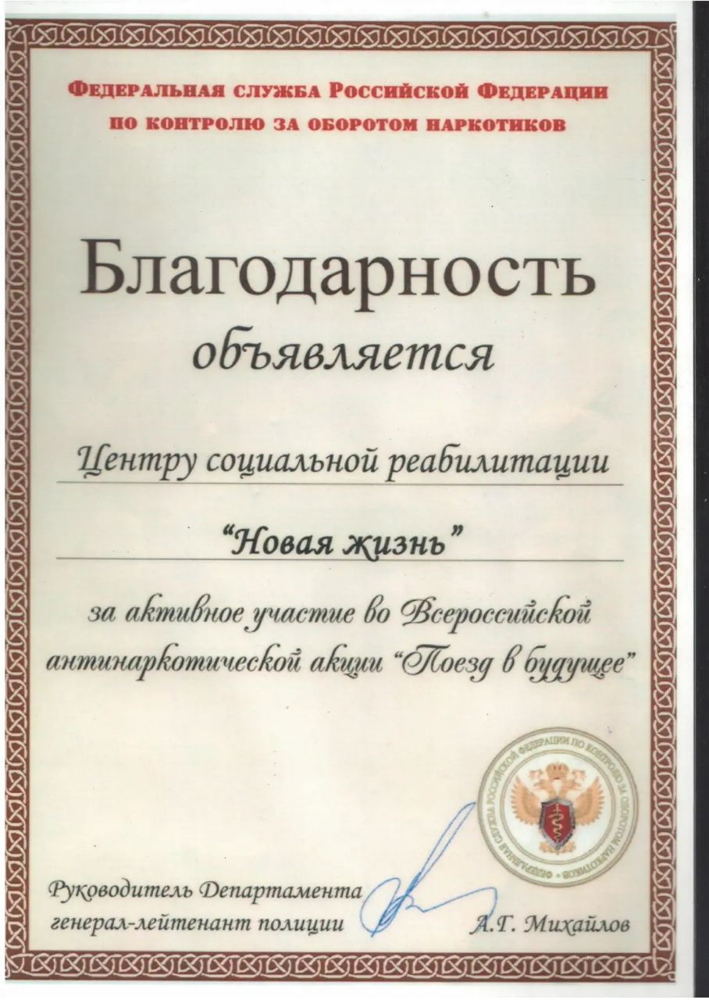 Федеральная служба Российской Федерации
по контролю за оборотом наркотиков
Благодарность
объявляется
Центру социальной реабилитации
“Новая жизнь”
за активное участие во Всероссийской
антинаркотической акции “Поезд в будущее”
ФЕДЕРАЛЬНАЯ СЛУЖБА РОССИЙСКОЙ ФЕДЕРАЦИИ ПО КОНТРОЛЮ ЗА ОБОРОТОМ НАРКОТИКОВ
Руководитель Департамента
генерал-лейтенант полиции
А.Г. Михайлов